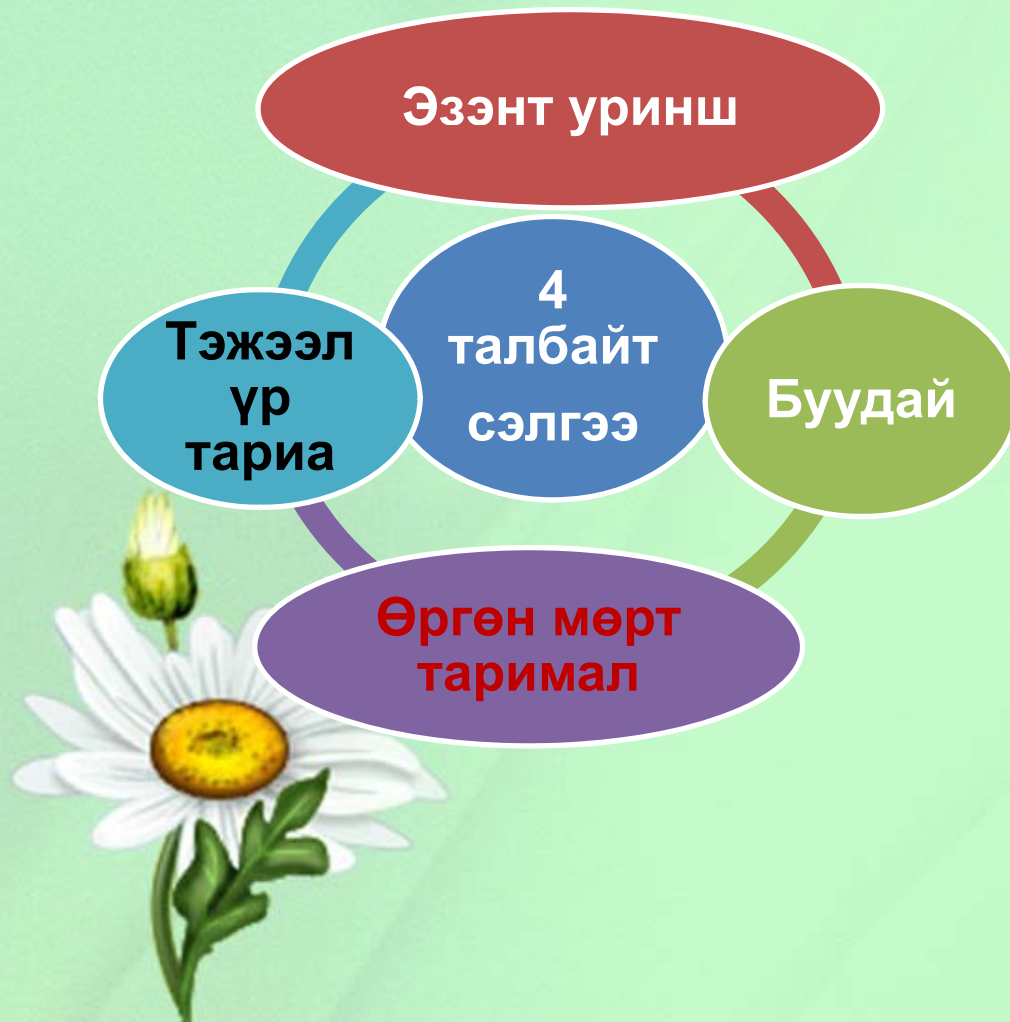 Эзэнт уринш
4
талбайт
сэлгээ
Тэжээл
үр
тариа
Буудай
Өргөн мөрт
таримал